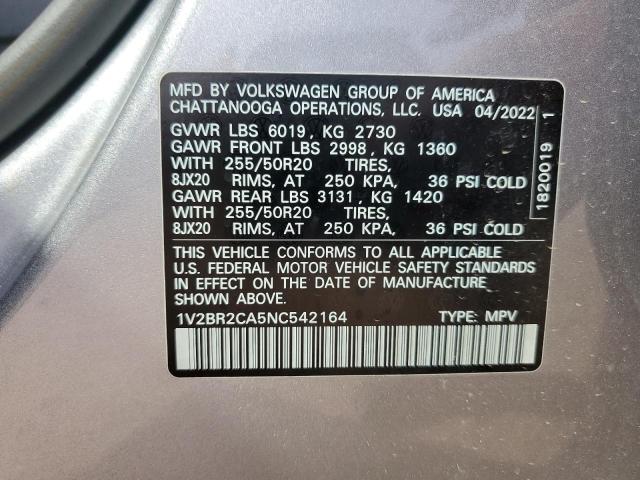 MFD BY VOLKSWAGEN GROUP OF AMERICA
CHATTANOOGA OPERATIONS, LLC. USA 04/2022
GVWR LBS 6019, KG 2730
GAWR FRONT LBS 2998, KG 1360
WITH 255/50R20 TIRES,
8JX20 RIMS, AT 250 KPA, 36 PSI COLD
GAWR REAR LBS 3131, KG 1420
WITH 255/50R20 TIRES,
8JX20 RIMS, AT 250 KPA, 36 PSI COLD
THIS VEHICLE CONFORMS TO ALL APPLICABLE
U.S. FEDERAL MOTOR VEHICLE SAFETY STANDARDS
IN EFFECT ON THE DATE OF MANUFACTURE
SHOWN ABOVE.
1V2BR2CA5NC542164 TYPE: MPV
1820019 1